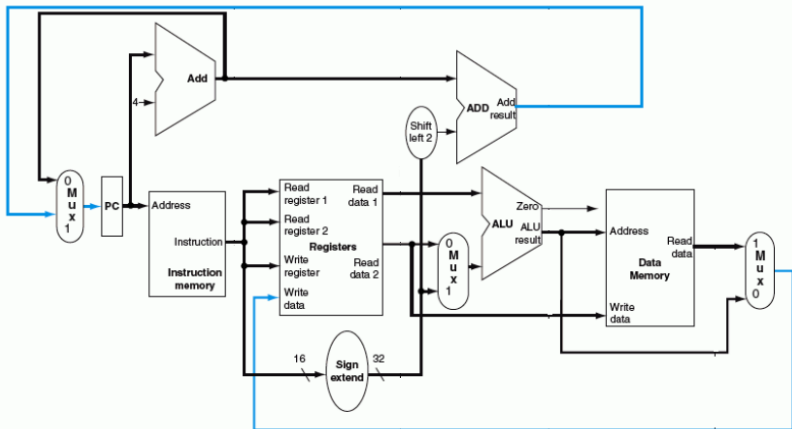 Add
4
ADD
Add
result
Shift
left 2
0
M
u
x
1
PC
Address
Instruction
Instruction
memory
Read
register 1
Read
register 2
Registers
Write
register
Write
data
Read
data 1
Read
data 2
0
M
u
x
1
Zero
ALU
ALU
result
Address
Read
data
Data
Memory
Write
data
1
M
u
x
0
16
Sign
extend
32